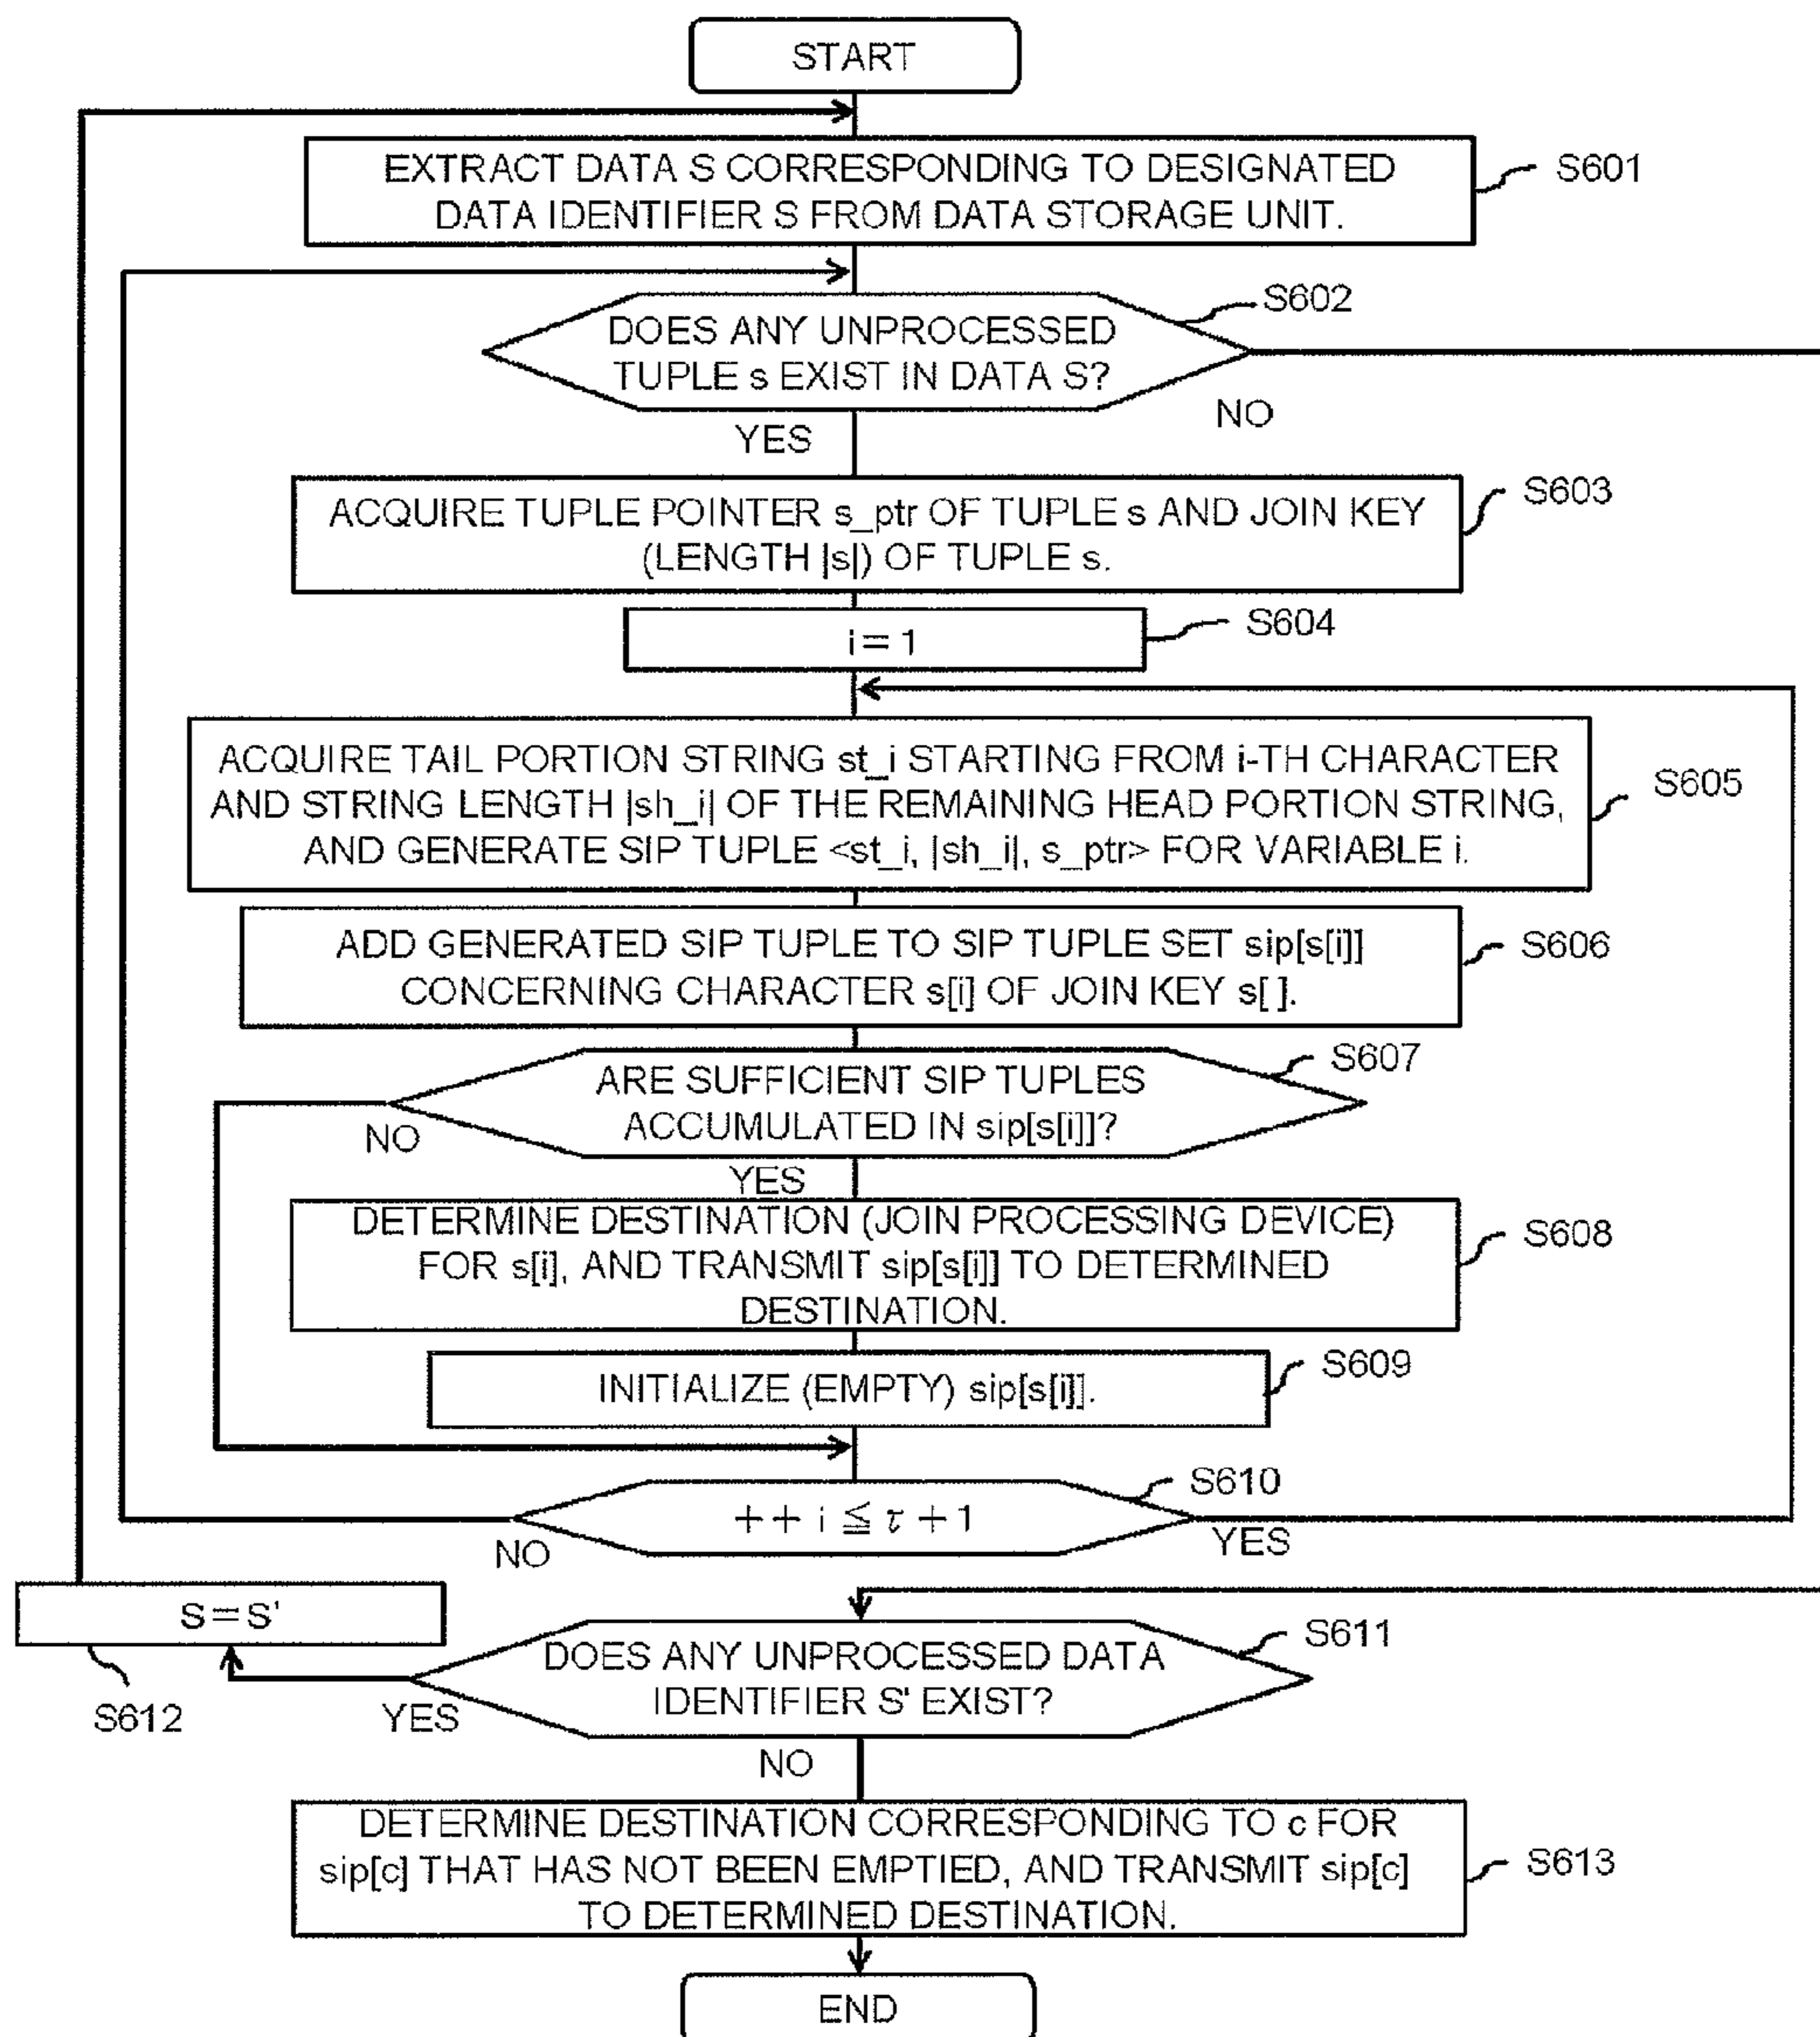 START
EXTRACT DATA S CORRESPONDING TO DESIGNATED
DATA IDENTIFIER S FROM DATA STORAGE UNIT.
S601
DOES ANY UNPROCESSED
TUPLE s EXIST IN DATA S?
S602
NO
YES
ACQUIRE TUPLE POINTER s_ptr OF TUPLE s AND JOIN KEY
(LENGTH |s|) OF TUPLE s.
S603
i=1
S604
ACQUIRE TAIL PORTION STRING st_i STARTING FROM i-TH CHARACTER
AND STRING LENGTH |sh_i| OF THE REMAINING HEAD PORTION STRING,
AND GENERATE SIP TUPLE <st_i, |sh_i|, s_ptr> FOR VARIABLE i.
S605
ADD GENERATED SIP TUPLE TO SIP TUPLE SET sip[s[i]]
CONCERNING CHARACTER s[i] OF JOIN KEY s[ ].
S606
ARE SUFFICIENT SIP TUPLES
ACCUMULATED IN sip[s[i]]?
S607
NO
YES
DETERMINE DESTINATION (JOIN PROCESSING DEVICE)
FOR s[i], AND TRANSMIT sip[s[i]] TO DETERMINED
DESTINATION.
S608
INITIALIZE (EMPTY) sip[s[i]].
S609
++i≦τ+1
S610
NO
YES
S=S'
S612
DOES ANY UNPROCESSED DATA
IDENTIFIER S' EXIST?
S611
YES
NO
DETERMINE DESTINATION CORRESPONDING TO c FOR
sip[c] THAT HAS NOT BEEN EMPTIED, AND TRANSMIT sip[c]
TO DETERMINED DESTINATION.
S613
END